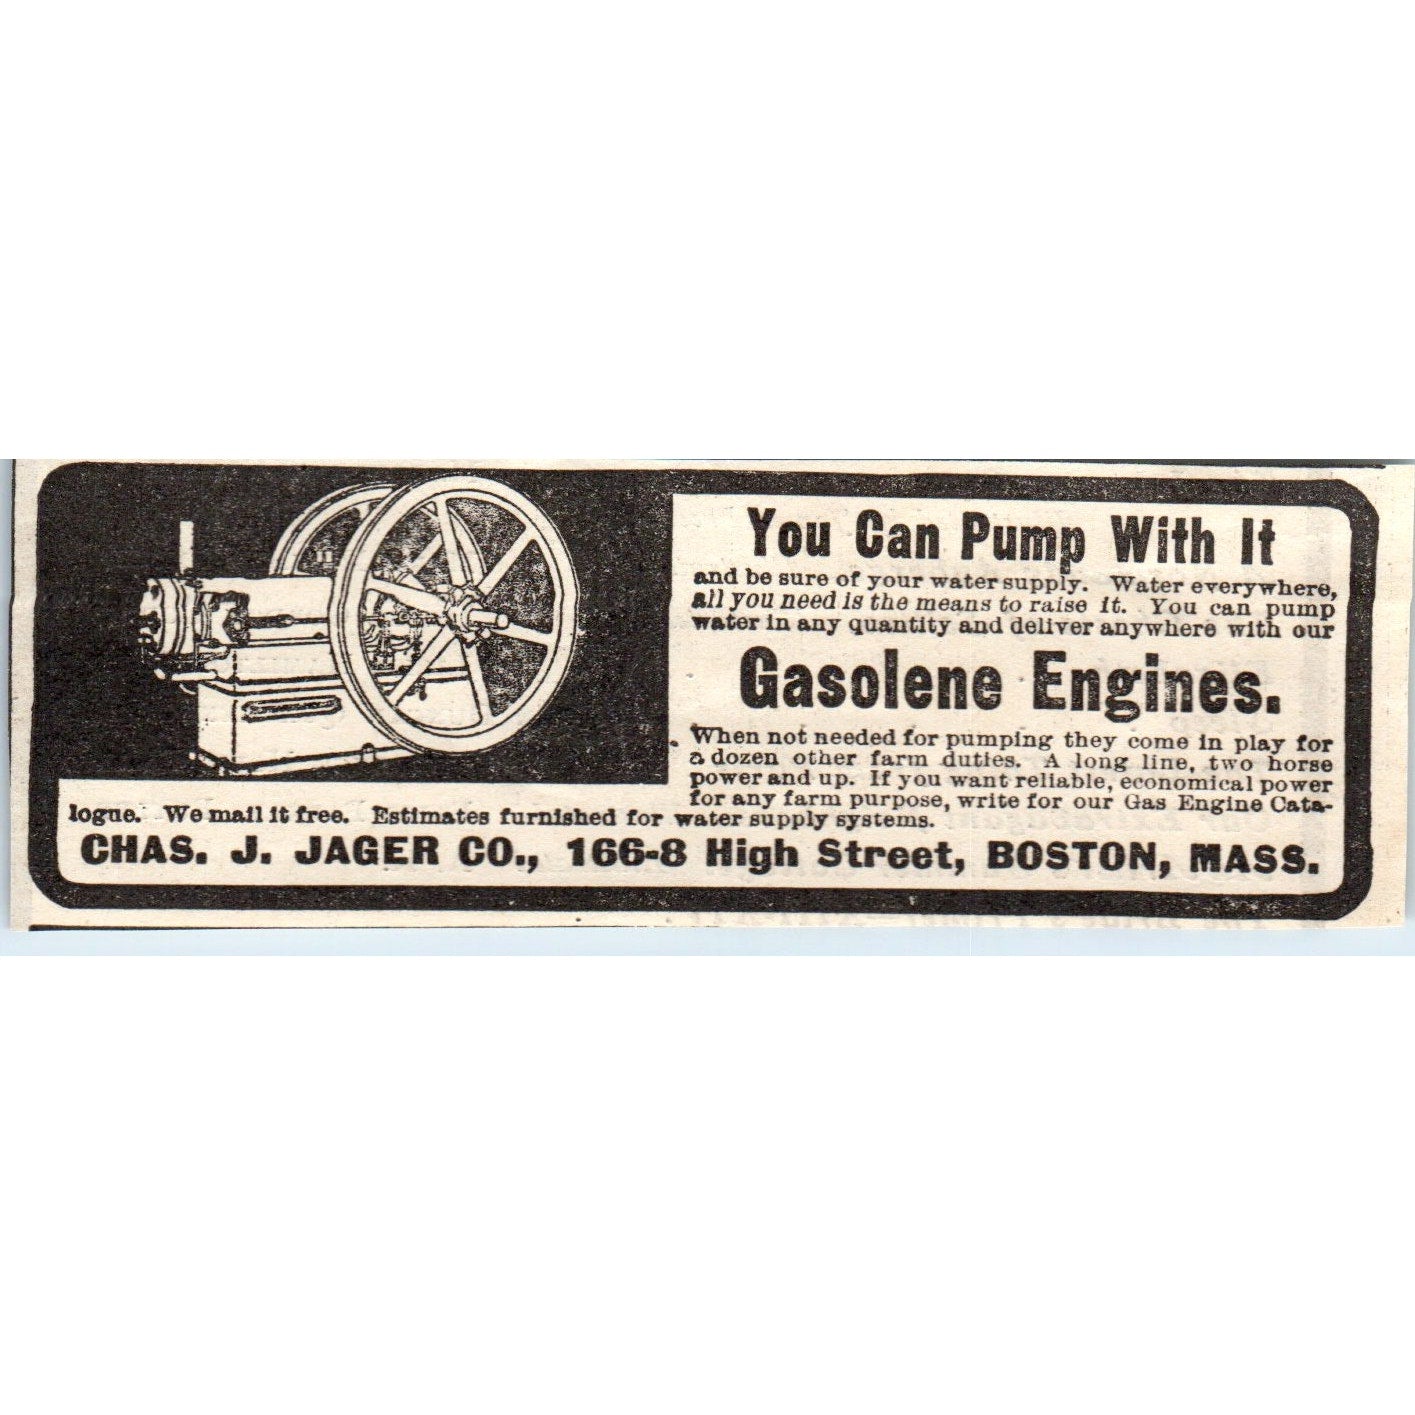 You Can Pump With It
and be sure of your water supply. Water everywhere,
all you need is the means to raise it. You can pump
water in any quantity and deliver anywhere with our
Gasolene Engines.
When not needed for pumping they come in play for
a dozen other farm duties. A long line, two horse
power and up. If you want reliable, economical power
for any farm purpose, write for our Gas Engine Cata-
logue. We mail it free. Estimates furnished for water supply systems.
CHAS. J. JAGER CO., 166-8 High Street, BOSTON, MASS.